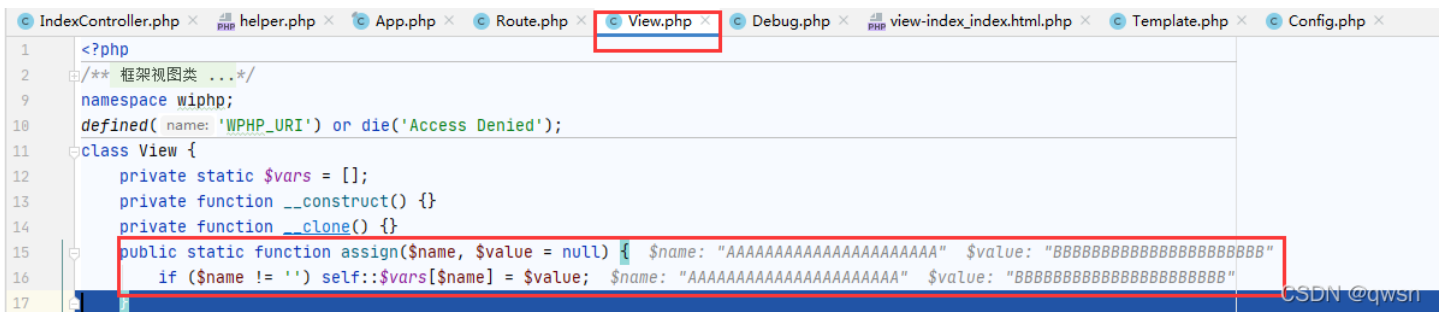 IndexController.php × helper.php × App.php × Route.php × View.php × Debug.php × view-index_index.html.php × Template.php × Config.php ×
1 <?php
2 /** 框架视图类 ...*/
9 namespace wiphp;
10 defined( name: 'WPHP_URI') or die('Access Denied');
11 class View {
12 private static $vars = [];
13 private function __construct() {}
14 private function __clone() {}
15 public static function assign($name, $value = null) { $name: "AAAAAAAAAAAAAAAAAAAAAA" $value: "BBBBBBBBBBBBBBBBBBBBBB"
16 if ($name != '') self::$vars[$name] = $value; $name: "AAAAAAAAAAAAAAAAAAAAAA" $value: "BBBBBBBBBBBBBBBBBBBBBB"
17 }
CSDN @qwsn